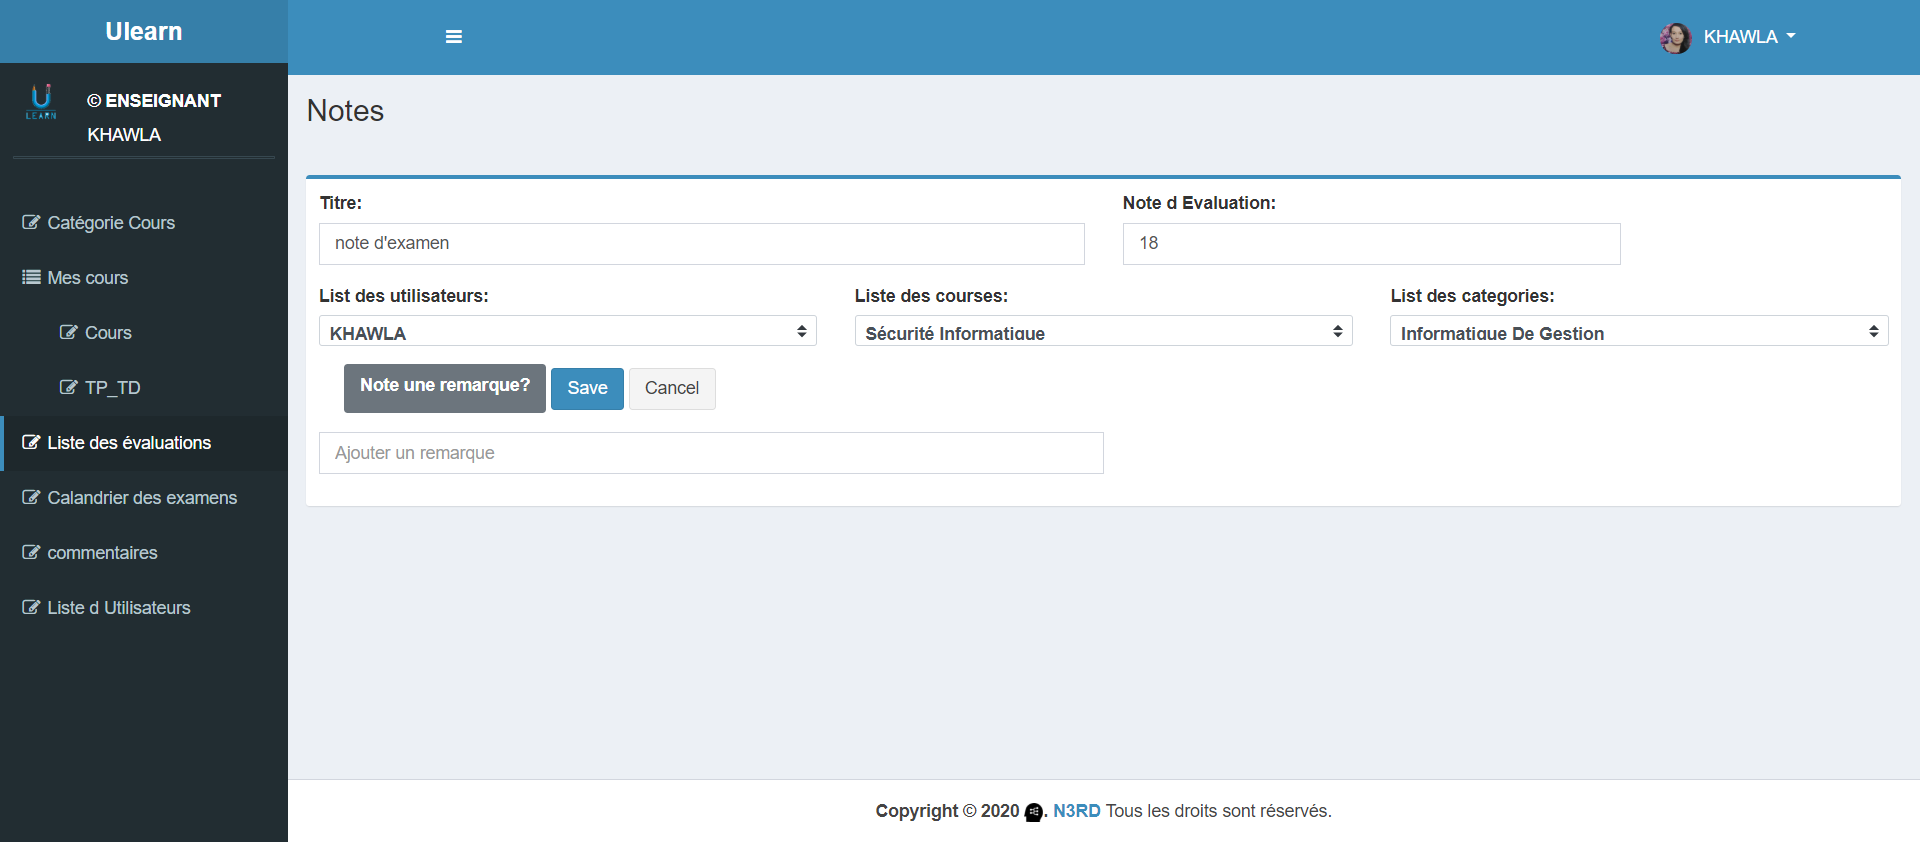 Ulearn
KHAWLA
LEARN
© ENSEIGNANT
KHAWLA
Catégorie Cours
Mes cours
Cours
TP_TD
Liste des évaluations
Calandrier des examens
commentaires
Liste d Utilisateurs
Notes
Titre:
Note d Evaluation:
note d'examen
18
List des utilisateurs:
Liste des courses:
List des categories:
KHAWLA
Sécurité Informatique
Informatique De Gestion
Note une remarque?
Save
Cancel
Ajouter un remarque
Copyright © 2020 . N3RD Tous les droits sont réservés.